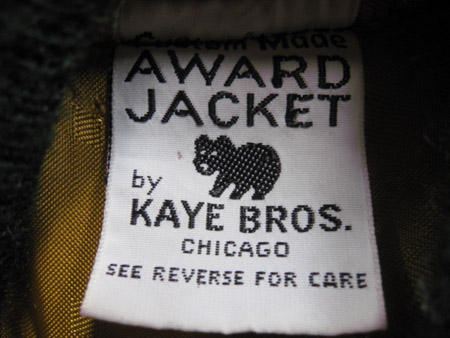 Custom Made
AWARD
JACKET
by
KAYE BROS.
CHICAGO
SEE REVERSE FOR CARE